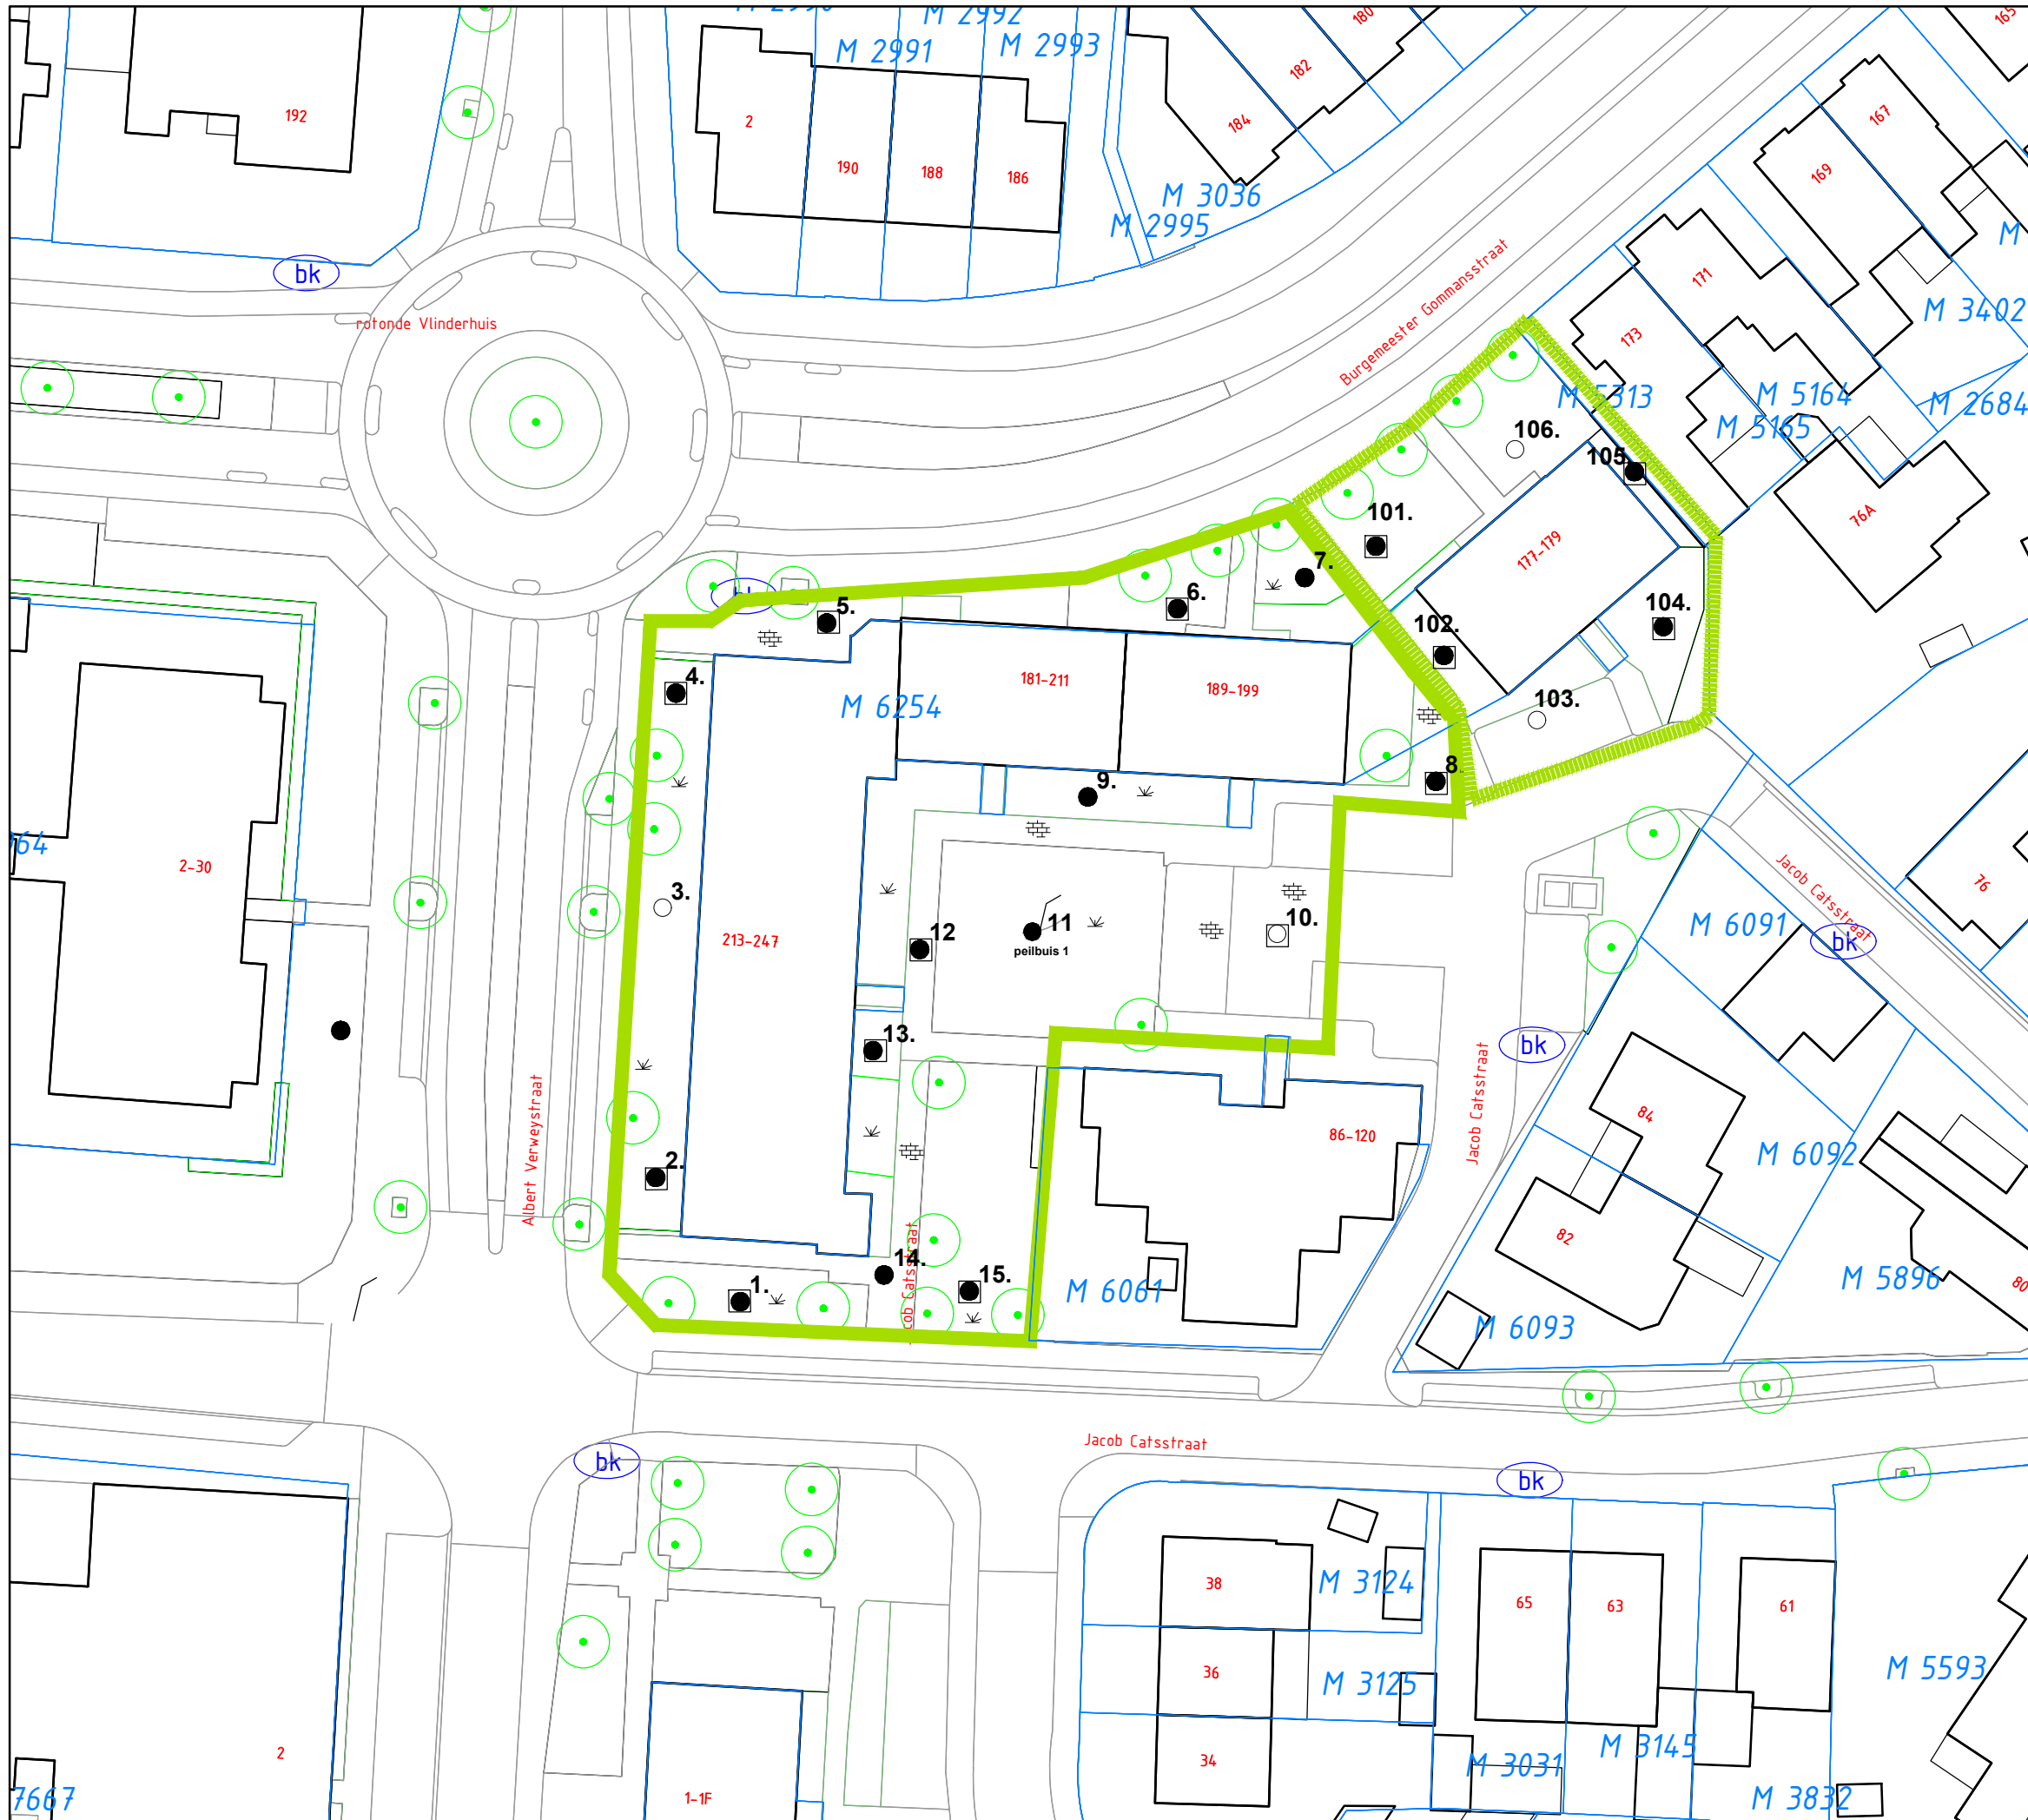 M 2992
M 2991
M 2993
180
165
182
192
2
184
167
190
188
186
169
M 3036
M 2995
M
bk
171
rotonde Vlinderhuis
Burgemeester Gommansstraat
M 3402
173
M 5313
M 5164
M 2684
M 5165
106.
105.
101.
76A
177-179
7.
5.
6.
104.
102.
4.
181-211
189-199
M 6254
103.
8.
9.
2-30
Jacob Catsstraat
76
3.
10.
11
peilbuis 1
12
213-247
M 6091
bk
13.
bk
Jacob Catsstraat
Albert Verweystraat
84
86-120
M 6092
2.
82
14.
15.
1.
M 6061
M 5896
80
M 6093
Jacob Catsstraat
bk
bk
38
M 3124
65
63
61
36
M 3125
M 5593
2
34
M 3031
M 3145
1-1F
7667
M 3832